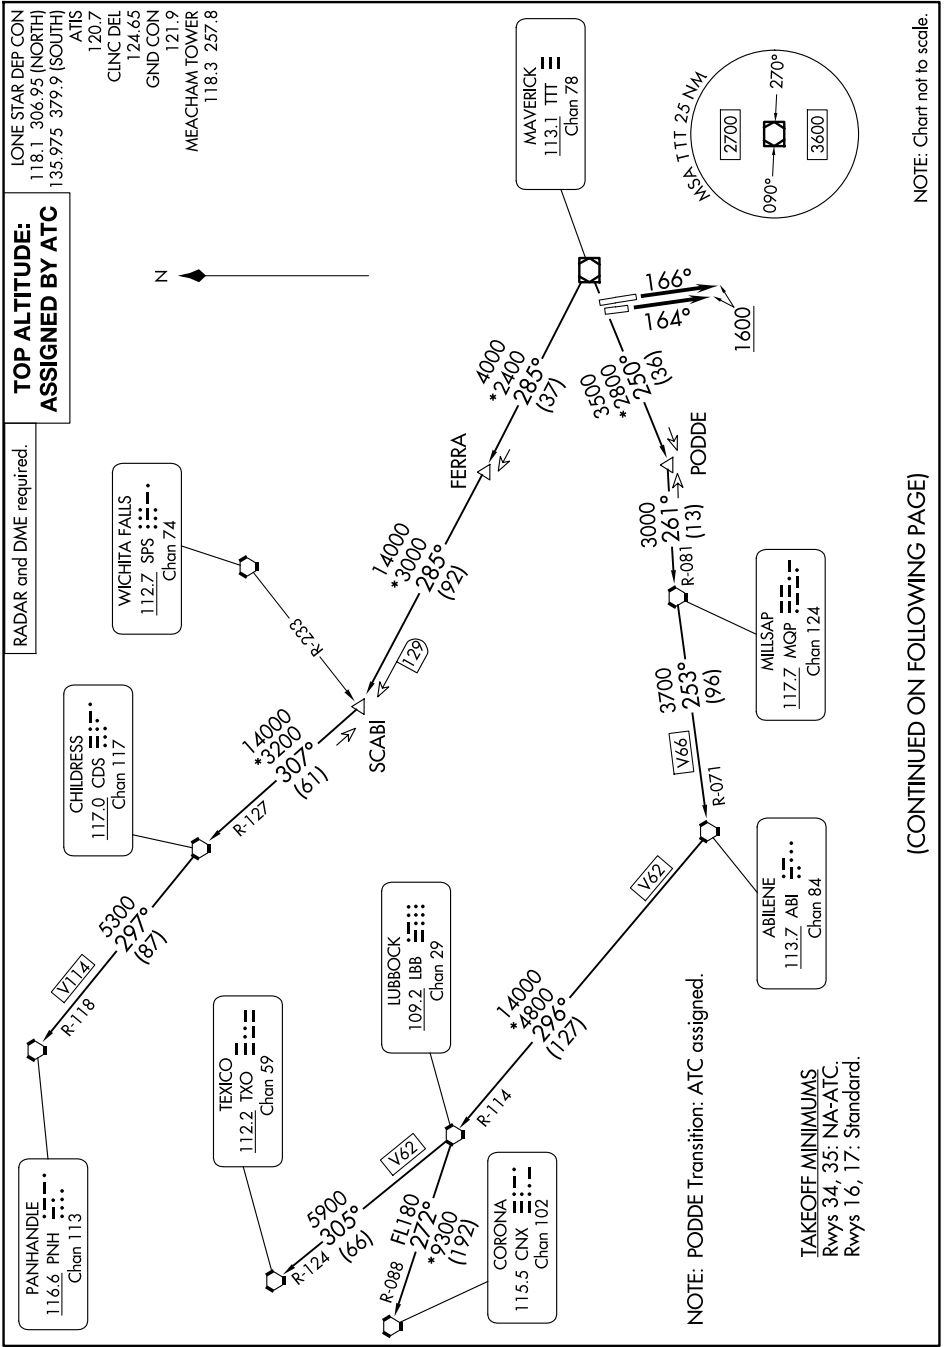 LONE STAR DEP CON
118.1 306.95 (NORTH)
135.975 379.9 (SOUTH)
ATIS
120.7
CLNC DEL
124.65
GND CON
121.9
MEACHAM TOWER
118.3 257.8
TOP ALTITUDE:
ASSIGNED BY ATC
RADAR and DME required.
N
MAVERICK
113.1 TTT
Chan 78
MSA TTT 25 NM
2700
270°
090°
3600
NOTE: Chart not to scale.
166°
164°
1600
4000
*2400
285°
(37)
FERRA
14000
*3000
285°
(92)
129
SCABI
WICHITA FALLS
112.7 SPS
Chan 74
R-233
14000
*3200
307°
(61)
R-127
CHILDRESS
117.0 CDS
Chan 117
5300
297°
(87)
V114
R-118
PANHANDLE
116.6 PNH
Chan 113
3500
*2800
250°
(36)
PODDE
3000
261°
(13)
R-081
MILLSAP
117.7 MQP
Chan 124
3700
253°
(96)
V66
R-071
ABILENE
113.7 ABI
Chan 84
V62
14000
*4800
296°
(127)
R-114
LUBBOCK
109.2 LBB
Chan 29
V62
5900
305°
(66)
R-124
TEXICO
112.2 TXO
Chan 59
FL180
272°
*9300
(192)
R-088
CORONA
115.5 CNX
Chan 102
NOTE: PODDE Transition: ATC assigned.
TAKEOFF MINIMUMS
Rwys 34, 35: NA-ATC.
Rwys 16, 17: Standard.
(CONTINUED ON FOLLOWING PAGE)